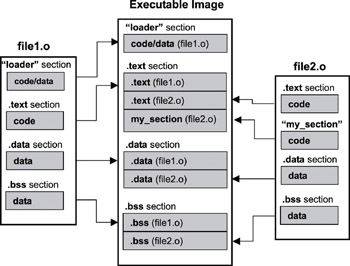 Executable Image
file1.o
"loader" section
code/data
.text section
code
.data section
data
.bss section
data
"loader" section
code/data (file1.o)
.text section
.text (file1.o)
.text (file2.o)
my_section (file2.o)
.data section
.data (file1.o)
.data (file2.o)
.bss section
.bss (file1.o)
.bss (file2.o)
file2.o
.text section
code
"my_section"
code
.data section
data
.bss section
data